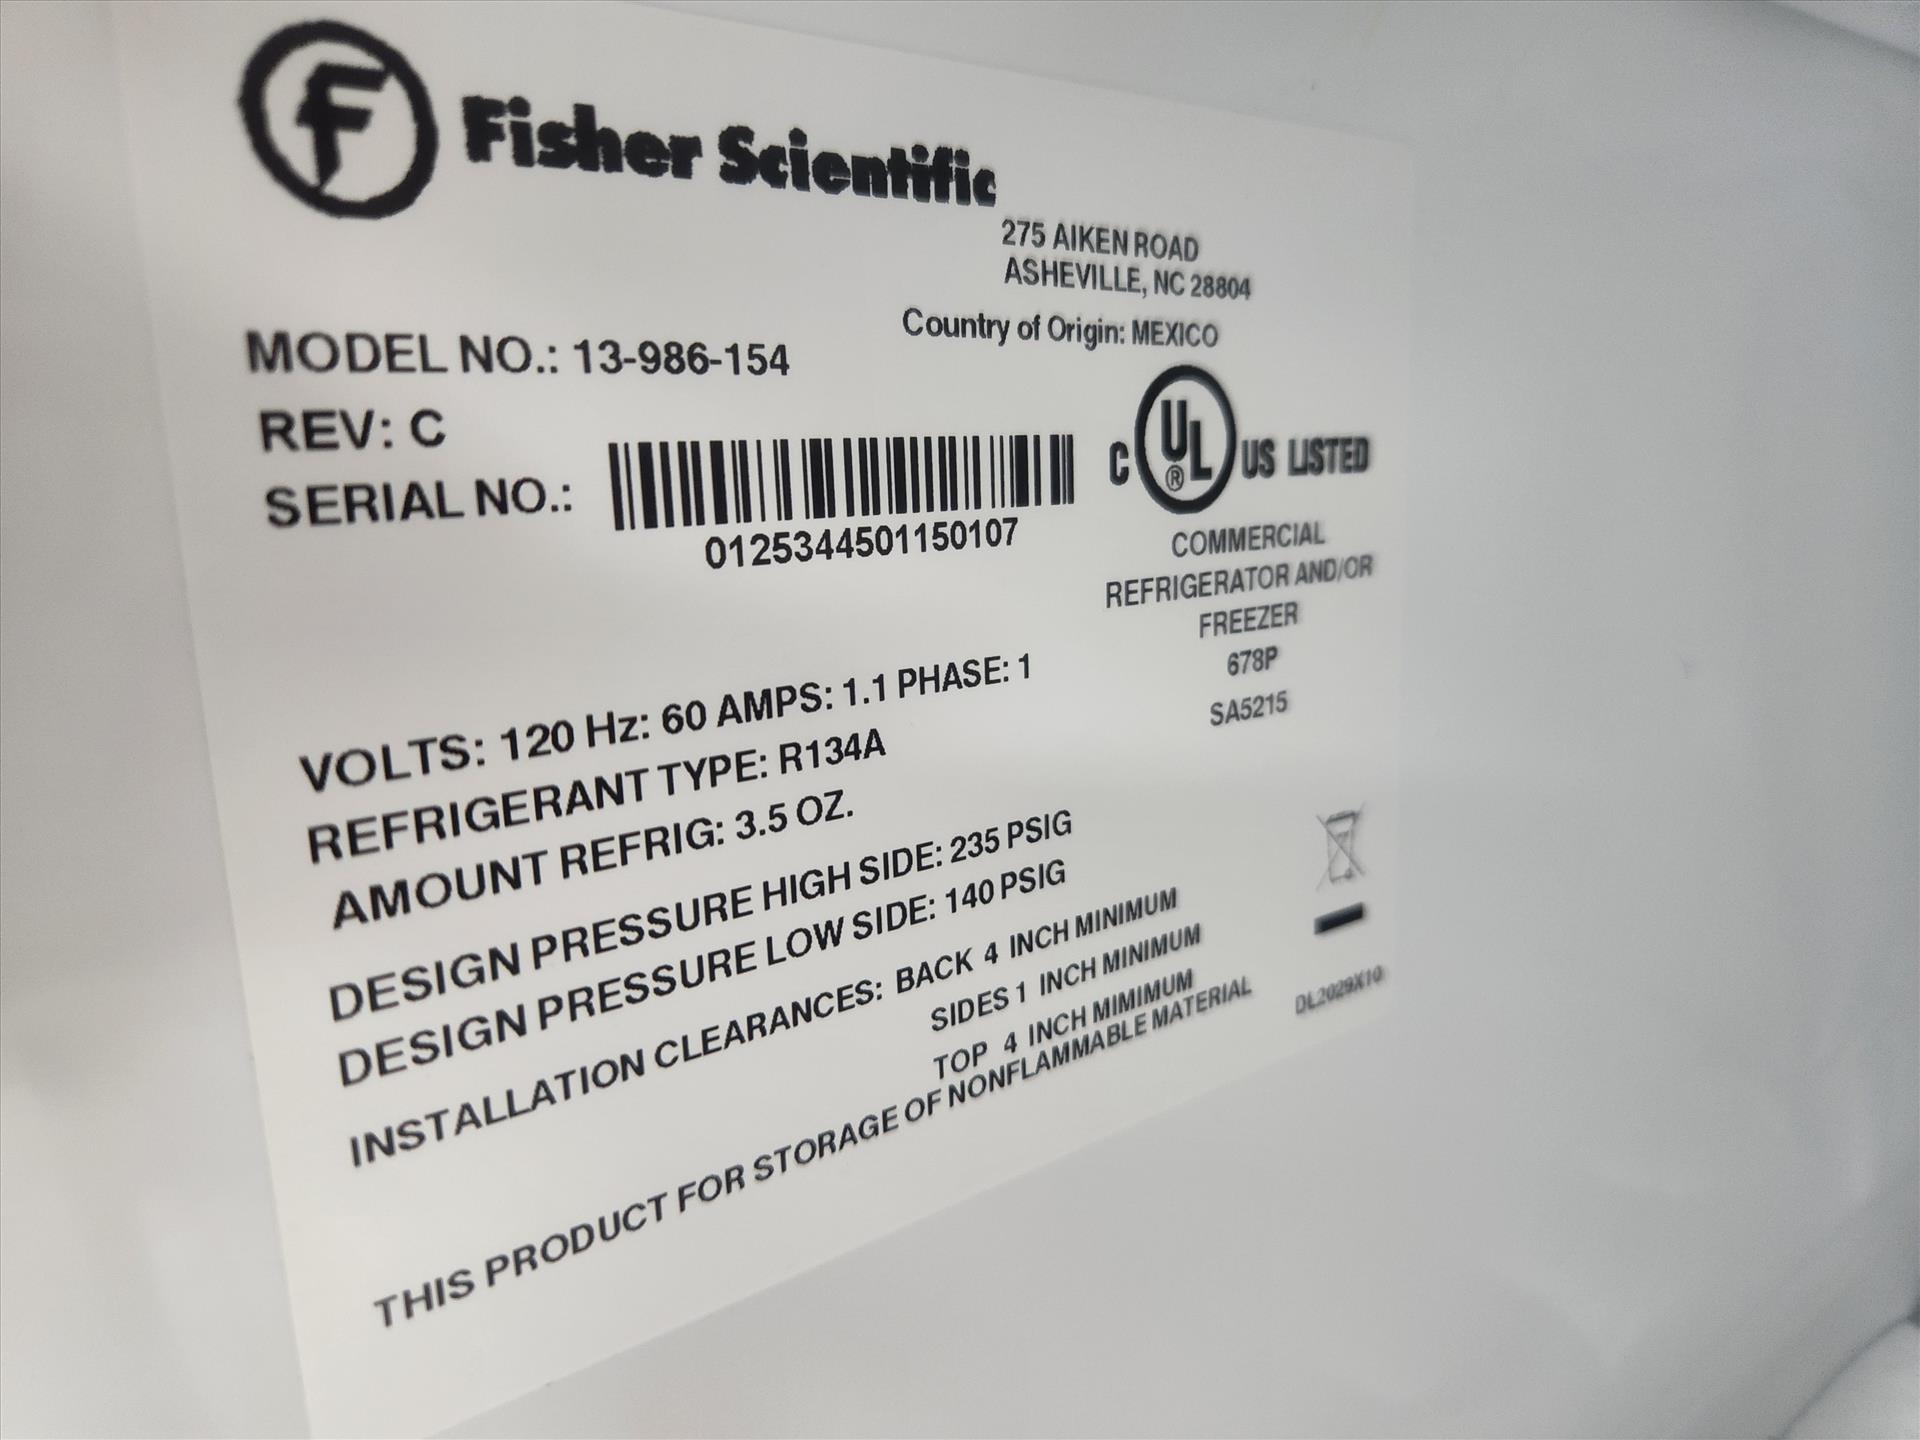 F Fisher Scientific
275 AIKEN ROAD
ASHEVILLE, NC 28804
Country of Origin: MEXICO
MODEL NO.: 13-986-154
REV: C
SERIAL NO.:
0125344501150107
C UL ® US LISTED
COMMERCIAL
REFRIGERATOR AND/OR
FREEZER
678P
SA5215
VOLTS: 120 Hz: 60 AMPS: 1.1 PHASE: 1
REFRIGERANT TYPE: R134A
AMOUNT REFRIG: 3.5 OZ.
DESIGN PRESSURE HIGH SIDE: 235 PSIG
DESIGN PRESSURE LOW SIDE: 140 PSIG
INSTALLATION CLEARANCES: BACK 4 INCH MINIMUM
SIDES 1 INCH MINIMUM
TOP 4 INCH MIMIMUM
THIS PRODUCT FOR STORAGE OF NONFLAMMABLE MATERIAL
DL2029X10